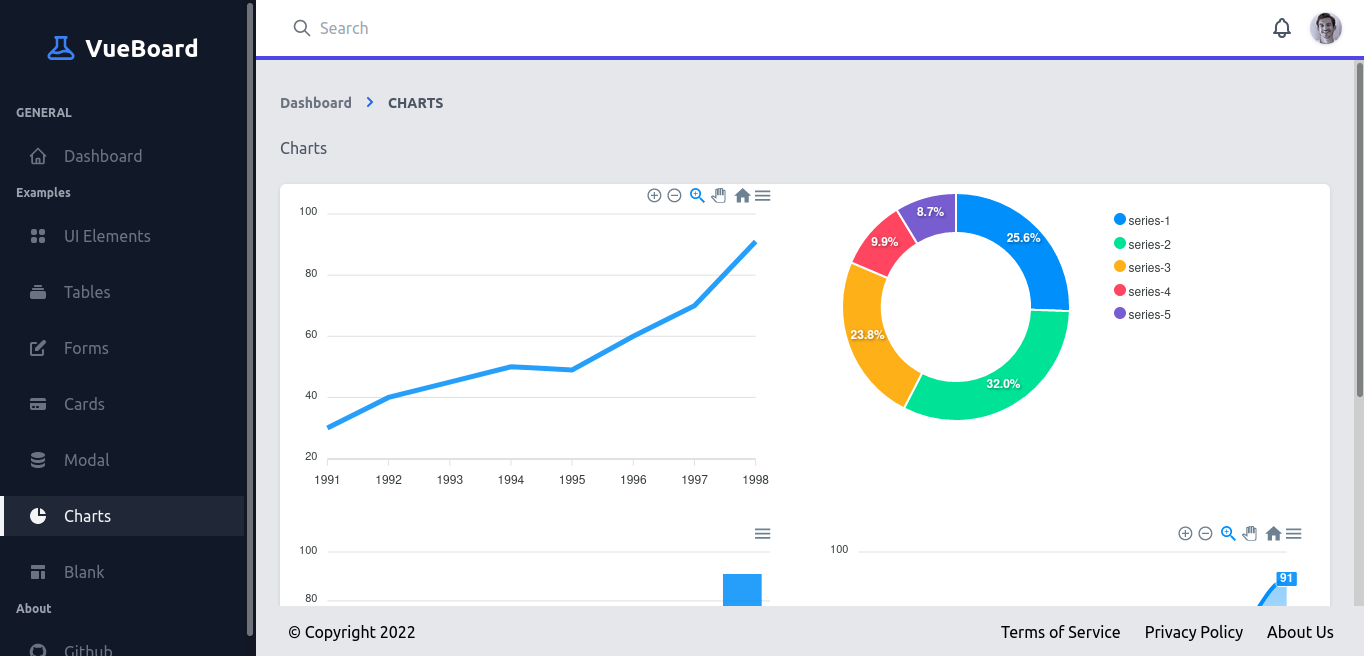 VueBoard
GENERAL
Dashboard
Examples
UI Elements
Tables
Forms
Cards
Modal
Charts
Blank
About
Github
Search
Dashboard CHARTS
Charts
100
80
60
40
20
1991 1992 1993 1994 1995 1996 1997 1998
8.7%
25.6%
9.9%
23.8%
32.0%
series-1
series-2
series-3
series-4
series-5
100
80
100
91
© Copyright 2022 Terms of Service Privacy Policy About Us